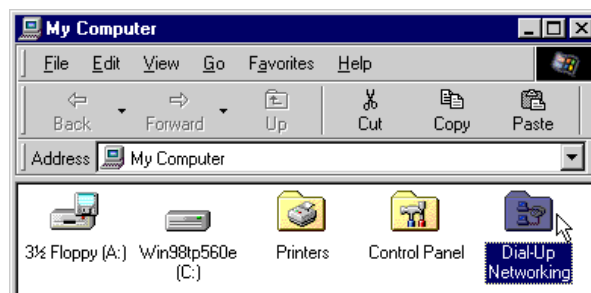 My Computer
File Edit View Go Favorites Help
Back Forward Up Cut Copy Paste
Address My Computer
3½ Floppy (A:) Win98tp560e (C:) Printers Control Panel Dial-Up Networking